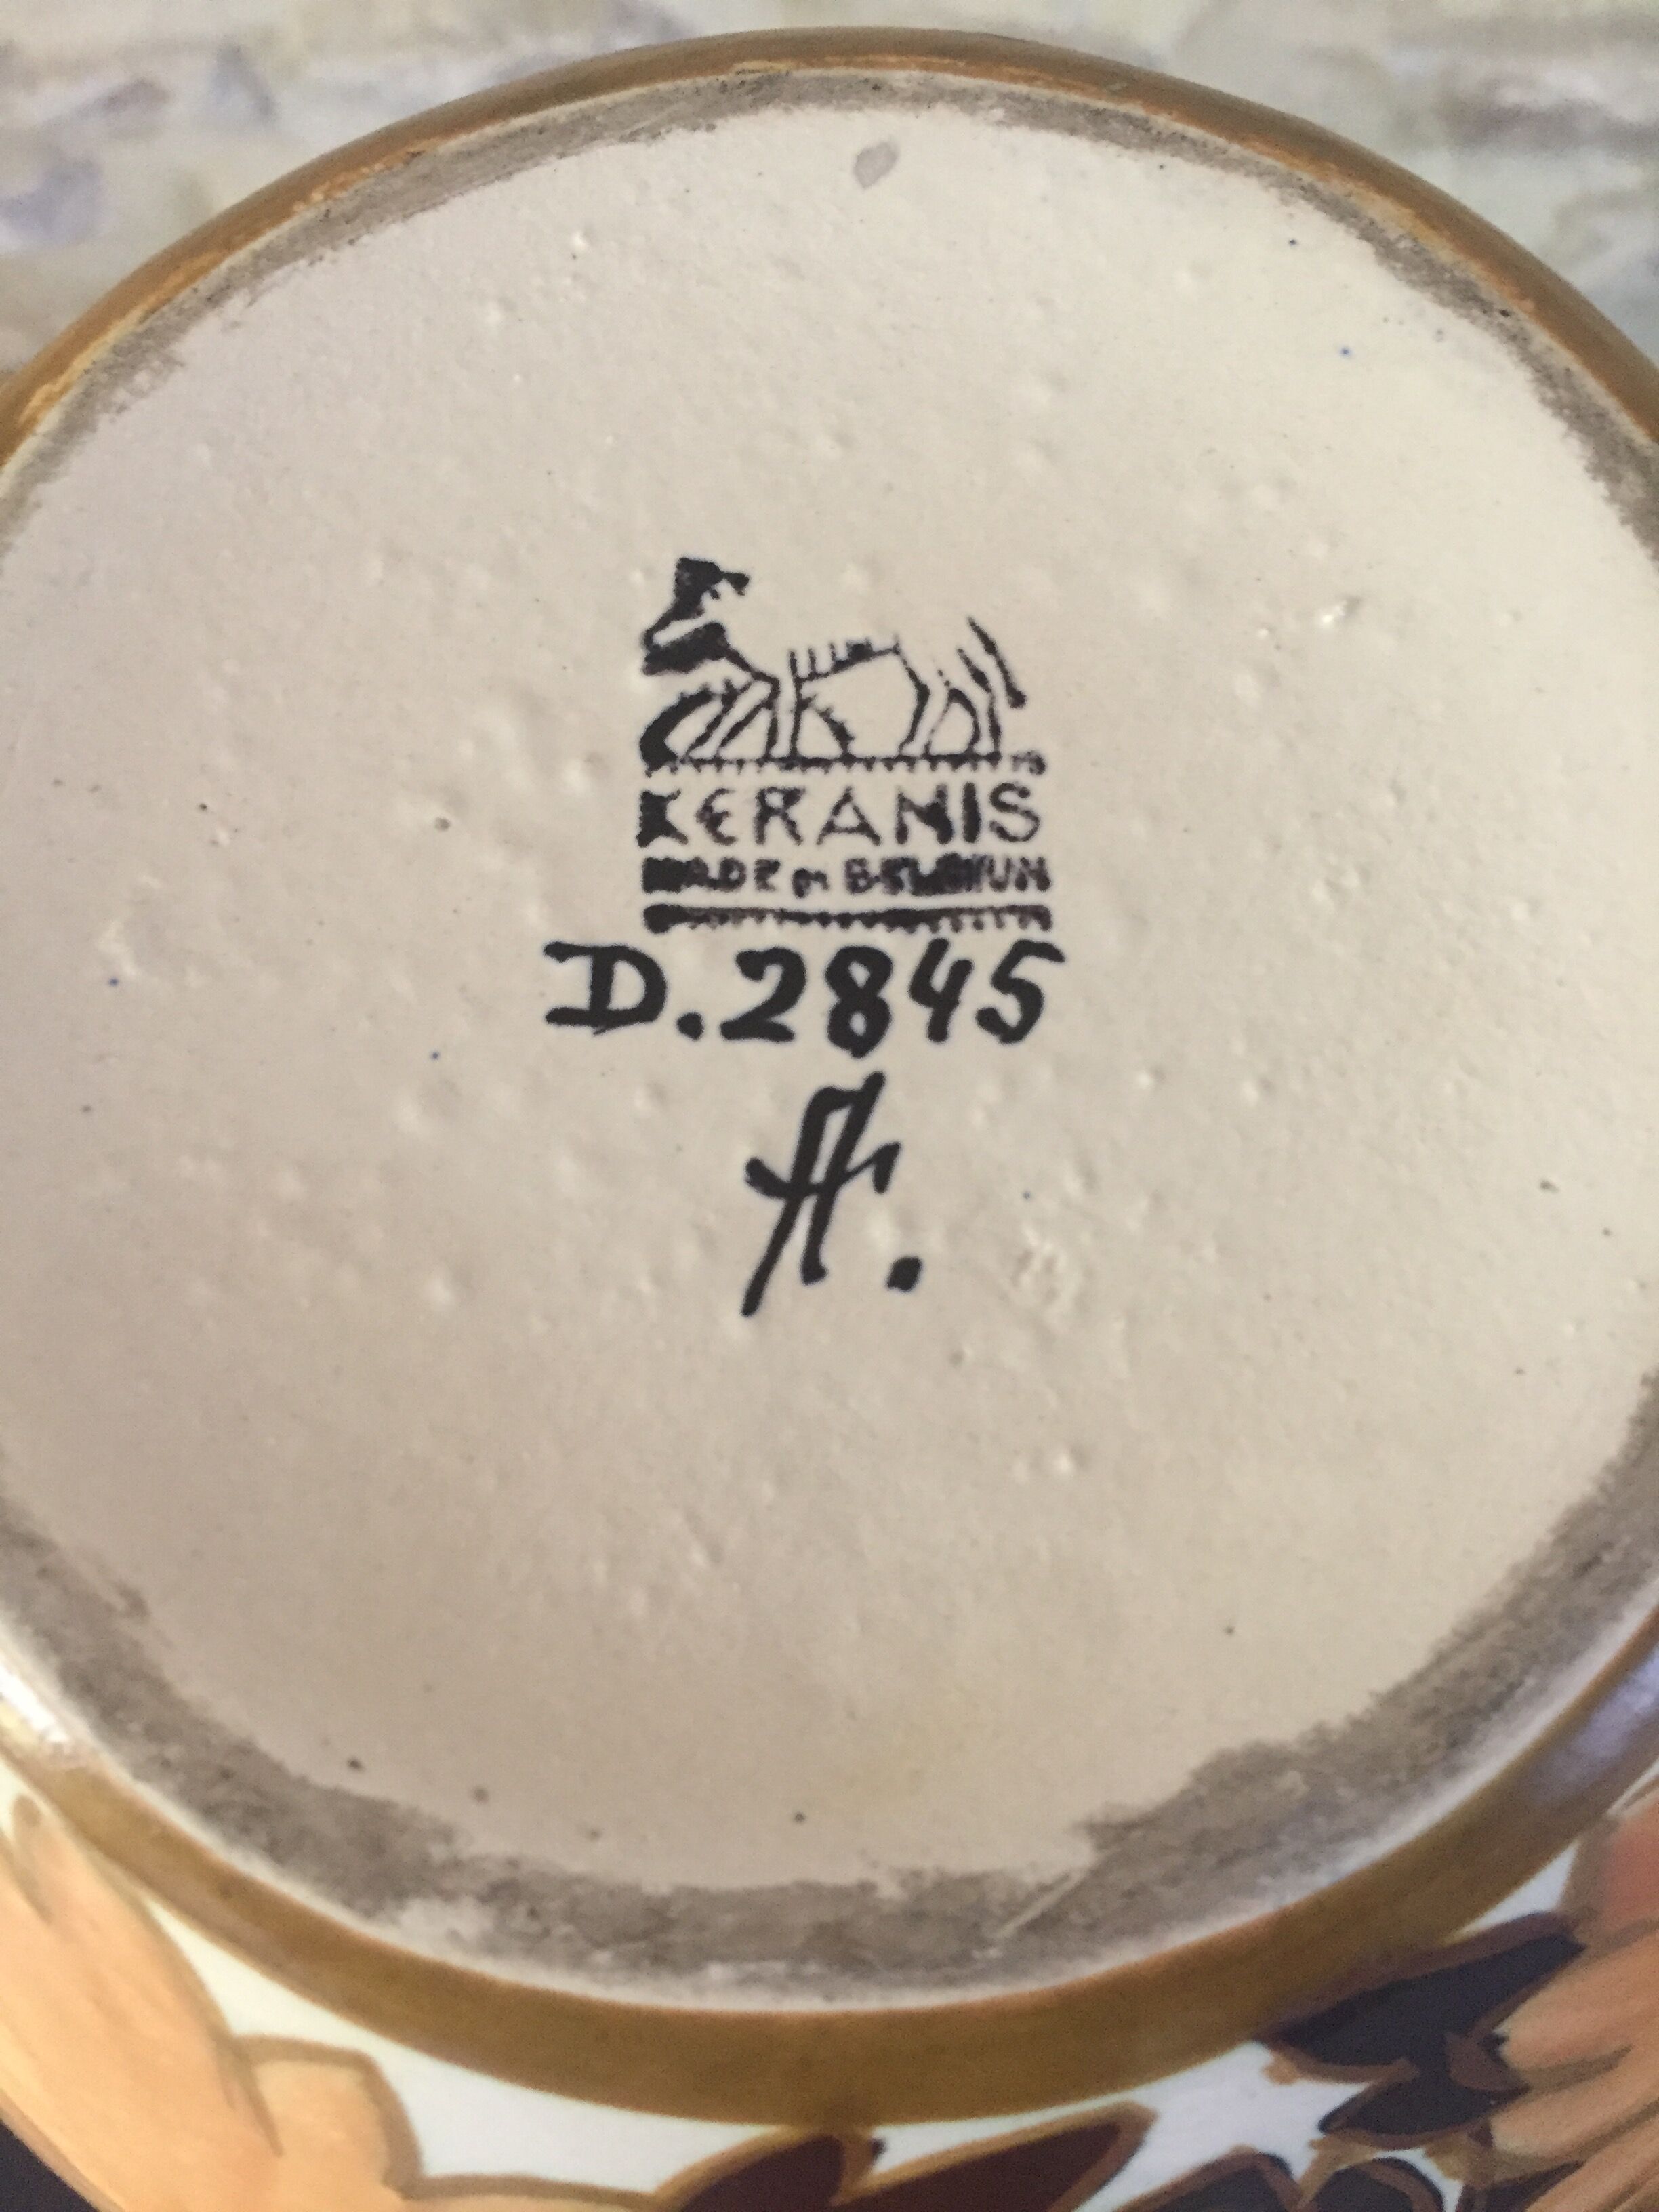 KERAMIS
MADE IN BELGIUM
D.2845
A.